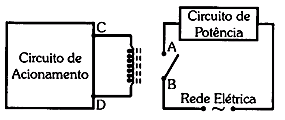 Circuito de
Acionamento
C
D
Circuito de
Potência
A
B
Rede Elétrica